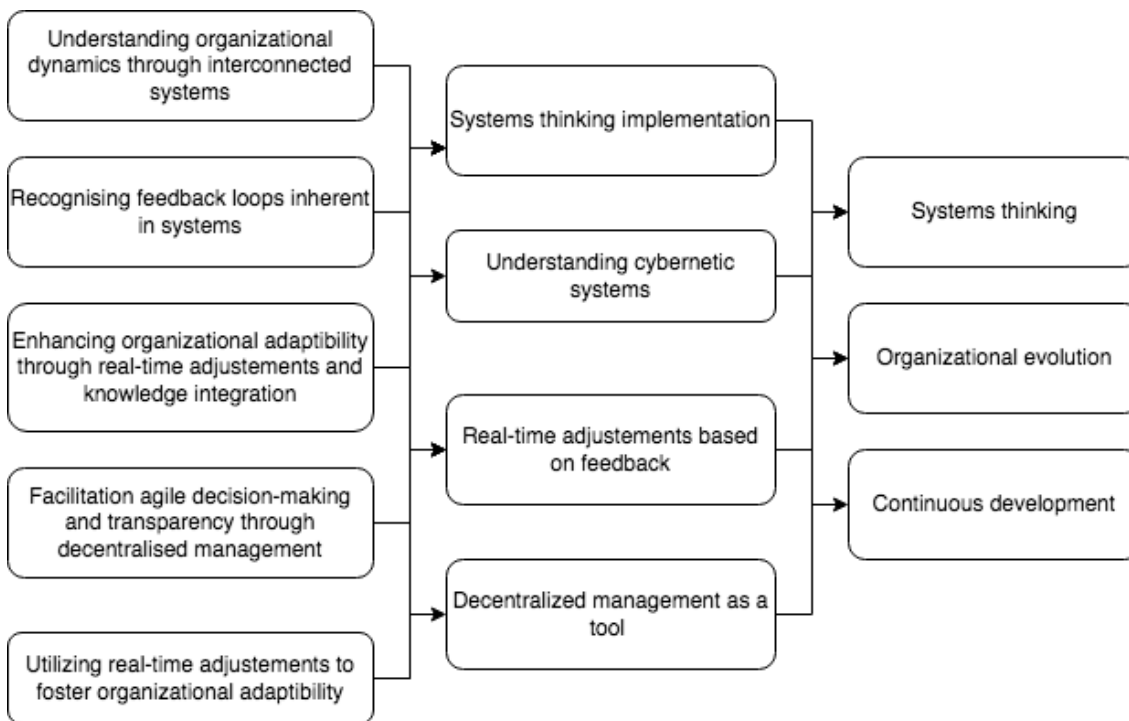 Understanding organizational
dynamics through interconnected
systems
Recognising feedback loops inherent
in systems
Enhancing organizational adaptibility
through real-time adjustements and
knowledge integration
Facilitation agile decision-making
and transparency through
decentralised management
Utilizing real-time adjustements to
foster organizational adaptibility
Systems thinking implementation
Understanding cybernetic
systems
Real-time adjustements based
on feedback
Decentralized management as a
tool
Systems thinking
Organizational evolution
Continuous development